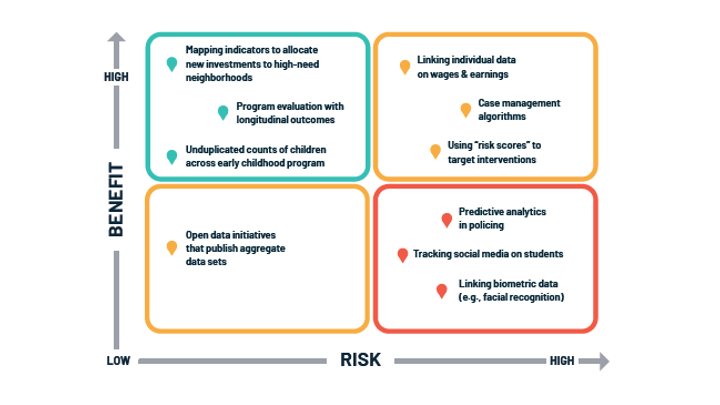 HIGH
BENEFIT
Mapping indicators to allocate
new investments to high-need
neighborhoods
Program evaluation with
longitudinal outcomes
Unduplicated counts of children
across early childhood program
Linking individual data
on wages & earnings
Case management
algorithms
Using "risk scores" to
target interventions
Open data initiatives
that publish aggregate
data sets
Predictive analytics
in policing
Tracking social media on students
Linking biometric data
(e.g., facial recognition)
LOW
RISK
HIGH